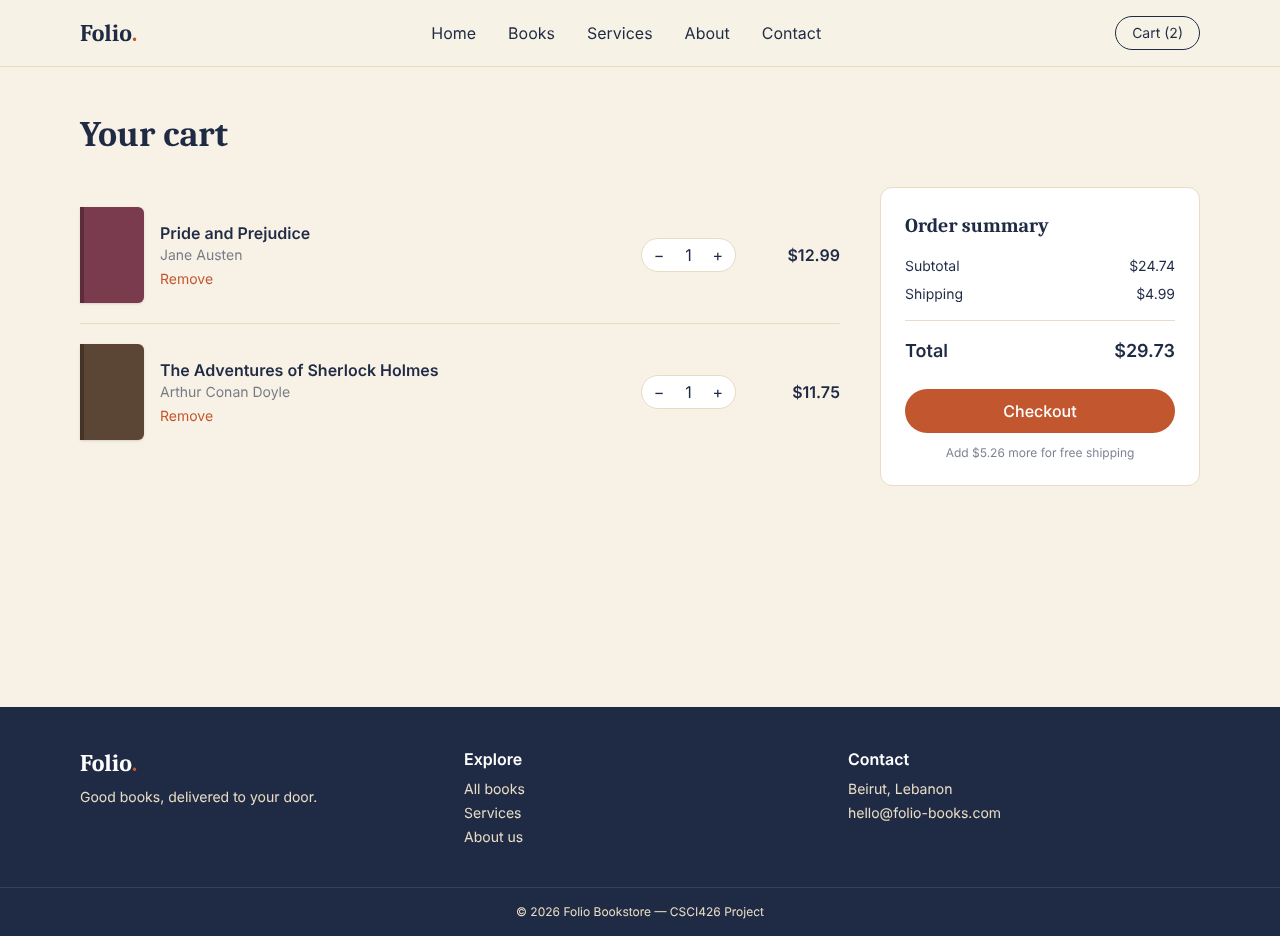 Folio.
Home Books Services About Contact
Cart (2)
Your cart
Pride and Prejudice
Jane Austen
Remove
− 1 +
$12.99
The Adventures of Sherlock Holmes
Arthur Conan Doyle
Remove
− 1 +
$11.75
Order summary
Subtotal $24.74
Shipping $4.99
Total $29.73
Checkout
Add $5.26 more for free shipping
Folio.
Good books, delivered to your door.
Explore
All books
Services
About us
Contact
Beirut, Lebanon
hello@folio-books.com
© 2026 Folio Bookstore — CSCI426 Project